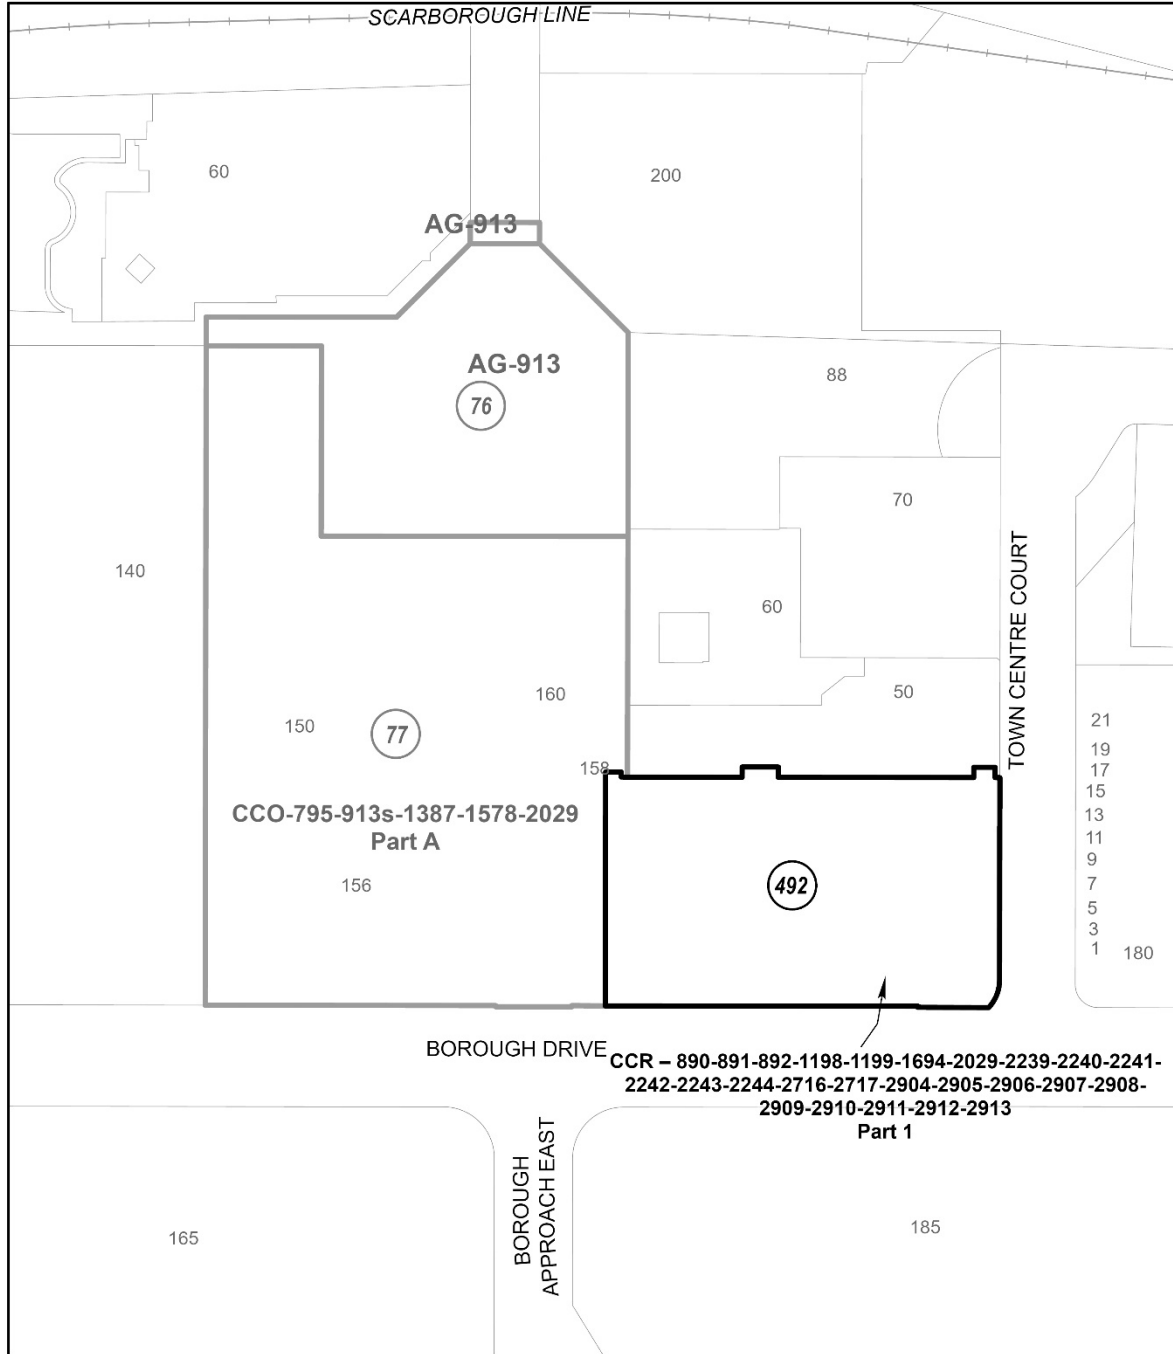 SCARBOROUGH LINE
60
200
AG-913
AG-913
76
88
70
140
60
TOWN CENTRE COURT
160
50
150
77
21
19
158
17
15
CCO-795-913s-1387-1578-2029
Part A
13
11
9
156
492
7
5
3
1
180
BOROUGH DRIVE
CCR – 890-891-892-1198-1199-1694-2029-2239-2240-2241-
2242-2243-2244-2716-2717-2904-2905-2906-2907-2908-
2909-2910-2911-2912-2913
Part 1
BOROUGH
APPROACH EAST
165
185